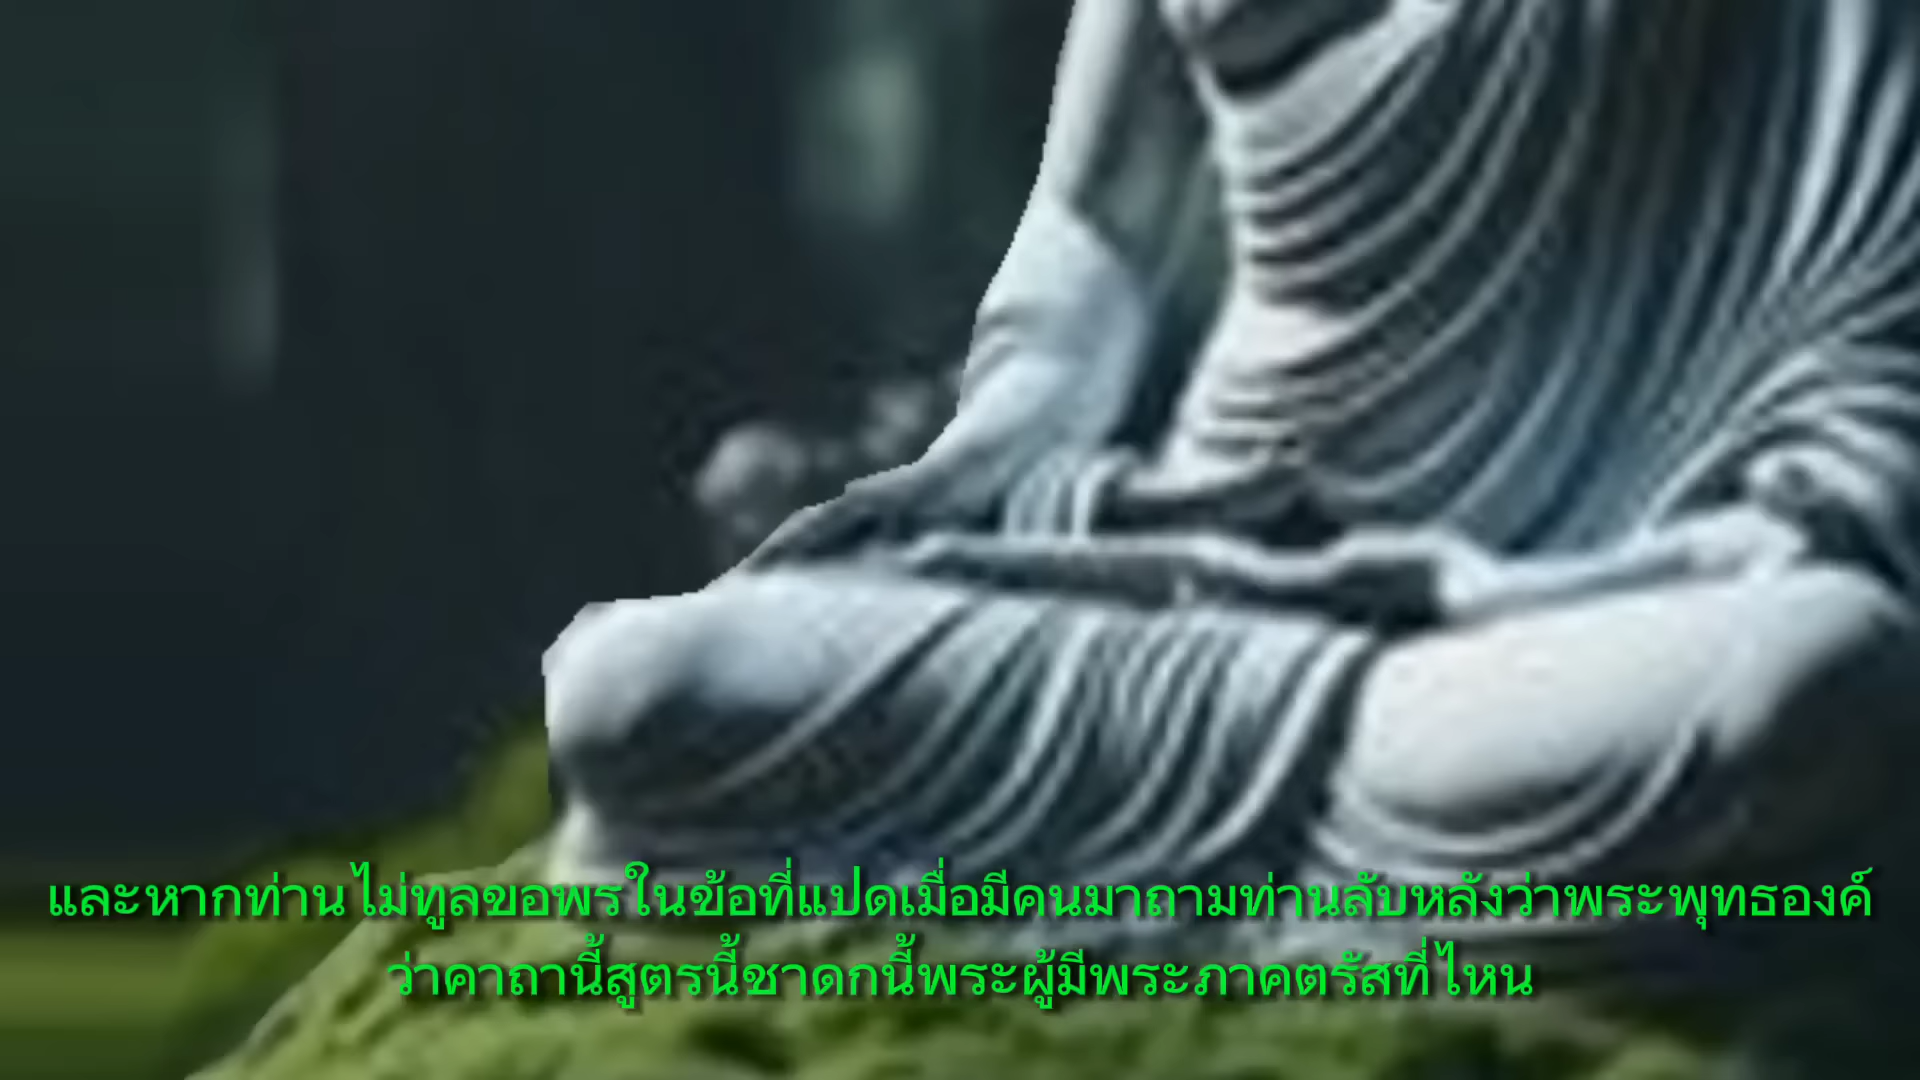 และหากท่านไม่ทูลขอพรในข้อที่แปดเมื่อมีคนมาถามท่านลับหลังว่าพระพุทธองค์
ว่าคาถานี้สูตรนี้ชาดกนี้พระผู้มีพระภาคตรัสที่ไหน